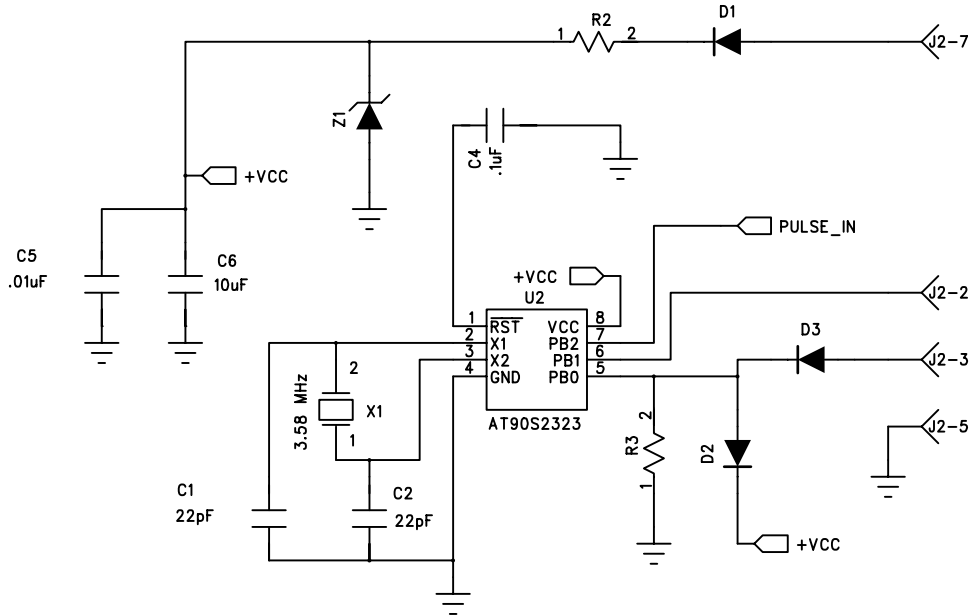 D1
R2
1 2
J2-7
Z1
C4
.1uF
+VCC
PULSE_IN
C5
.01uF
C6
10uF
+VCC
U2
J2-2
1 RST VCC 8
2 X1 PB2 7
3 X2 PB1 6
4 GND PB0 5
D3
J2-3
AT90S2323
2
X1
3.58 MHz
1
2
R3
1
D2
J2-5
C1
22pF
C2
22pF
+VCC